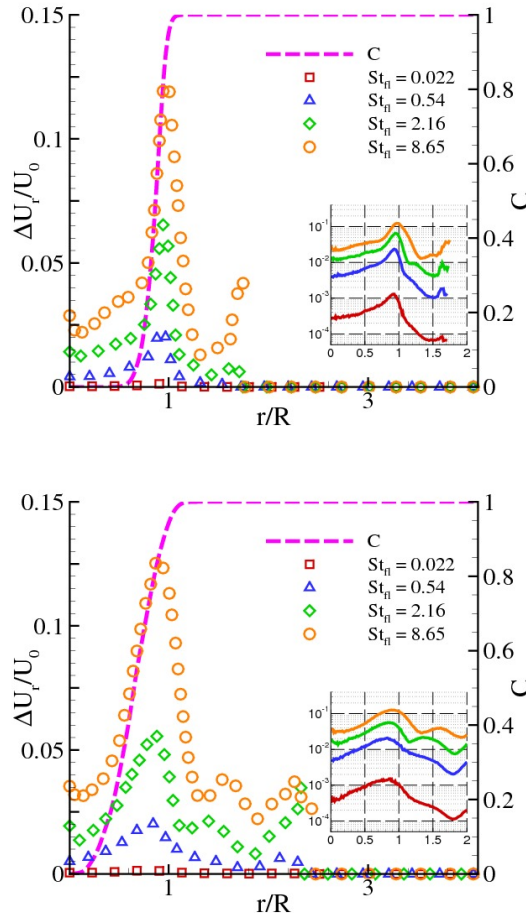 0.15
0.1
0.05
0
ΔU_r/U_0
1
0.8
0.6
0.4
0.2
0
C
C
St_fl = 0.022
St_fl = 0.54
St_fl = 2.16
St_fl = 8.65
10^-1
10^-2
10^-3
10^-4
0 0.5 1 1.5 2
1 3
r/R
0.15
0.1
0.05
0
ΔU_r/U_0
1
0.8
0.6
0.4
0.2
0
C
C
St_fl = 0.022
St_fl = 0.54
St_fl = 2.16
St_fl = 8.65
10^-1
10^-2
10^-3
10^-4
0 0.5 1 1.5 2
1 3
r/R